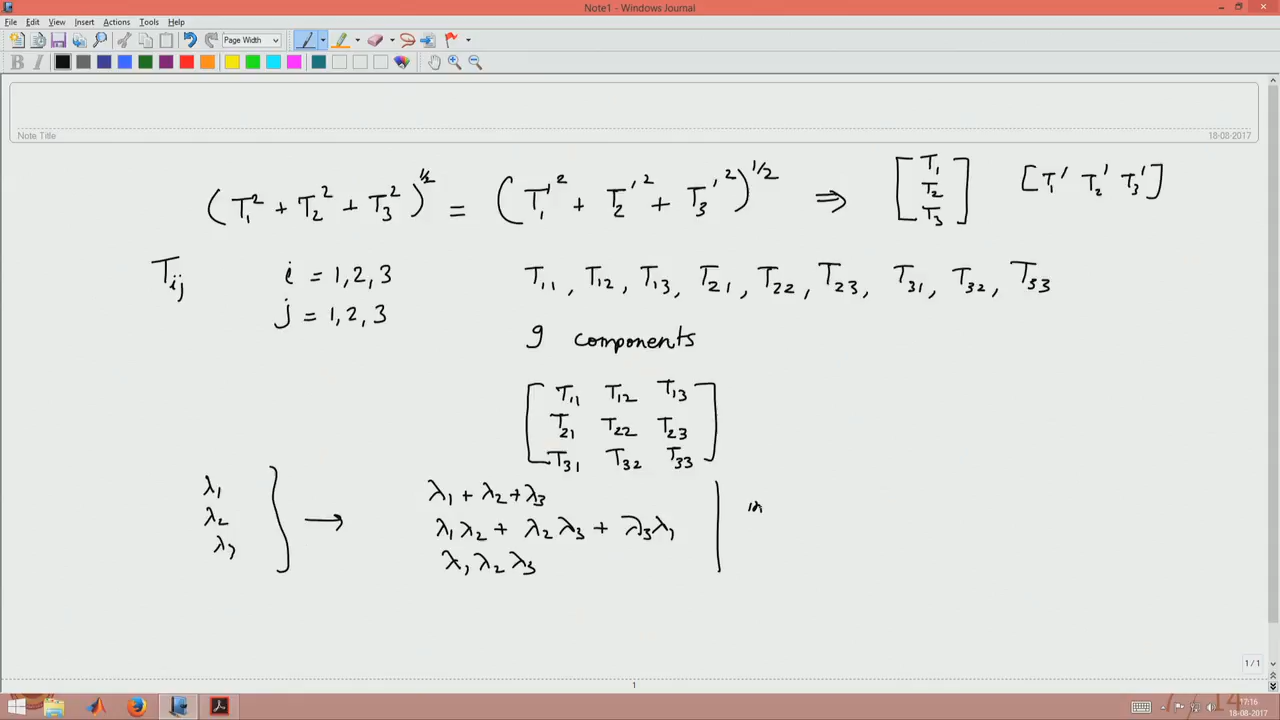 Note1 - Windows Journal
File Edit View Insert Actions Tools Help
Page Width
B I
Note Title
18-08-2017
(T₁² + T₂² + T₃²)^½ = (T₁'² + T₂'² + T₃'²)^1/2 ⇒ [T₁ T₂ T₃] [T₁' T₂' T₃']
T_ij i = 1, 2, 3 T₁₁, T₁₂, T₁₃, T₂₁, T₂₂, T₂₃, T₃₁, T₃₂, T₃₃
j = 1, 2, 3
9 components
T₁₁ T₁₂ T₁₃
T₂₁ T₂₂ T₂₃
T₃₁ T₃₂ T₃₃
λ₁ λ₁ + λ₂ + λ₃
λ₂ } → λ₁λ₂ + λ₂λ₃ + λ₃λ₁ | in
λ₃ λ₁λ₂λ₃
1 / 1
1
17:16
18-08-2017